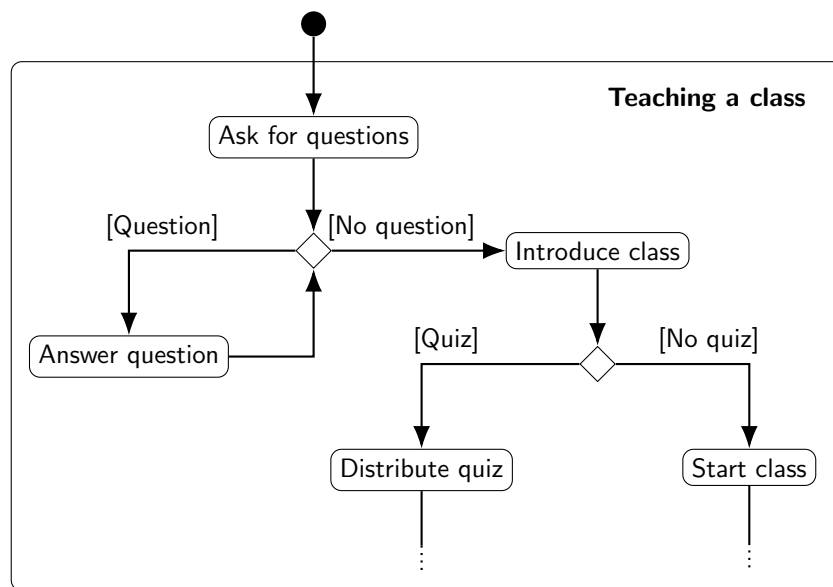 Teaching a class
Ask for questions
[Question]
[No question]
Introduce class
Answer question
[Quiz]
[No quiz]
Distribute quiz
Start class